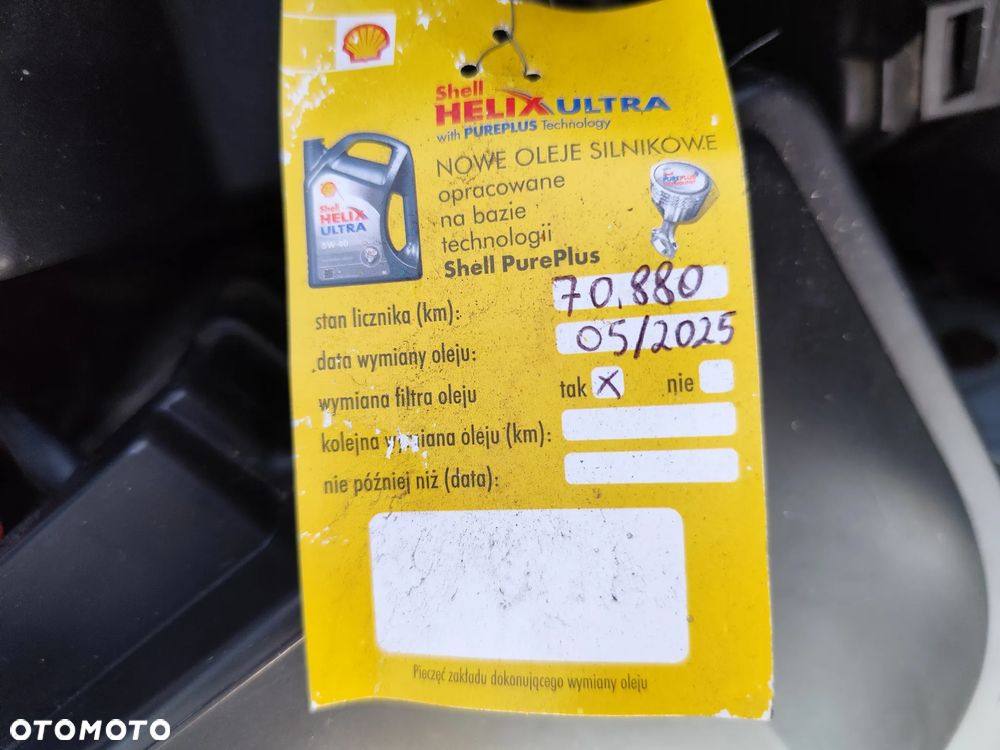 Shell
HELIX ULTRA
with PUREPLUS Technology
NOWE OLEJE SILNIKOWE
opracowane
na bazie
technologii
Shell PurePlus
Shell
HELIX
ULTRA
5W-40
stan licznika (km): 70.880
data wymiany oleju: 05/2025
wymiana filtra oleju tak X nie
kolejna wymiana oleju (km):
nie później niż (data):
Pieczęć zakładu dokonującego wymiany oleju
OTOMOTO